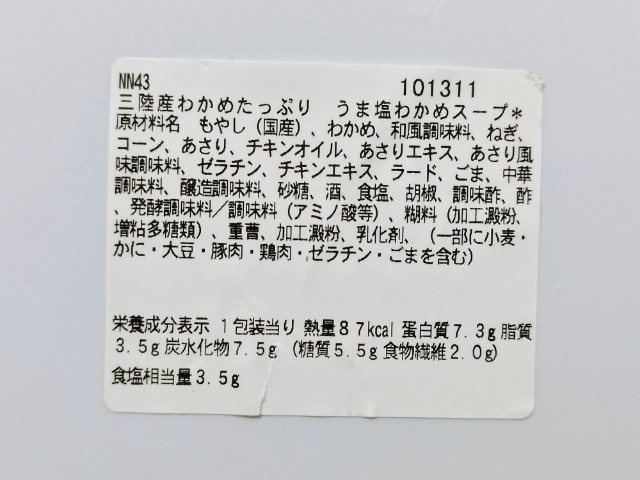 NN43 101311
三陸産わかめたっぷり うま塩わかめスープ*
原材料名 もやし(国産)、わかめ、和風調味料、ねぎ、
コーン、あさり、チキンオイル、あさりエキス、あさり風
味調味料、ゼラチン、チキンエキス、ラード、ごま、中華
調味料、醸造調味料、砂糖、酒、食塩、胡椒、調味酢、酢
、発酵調味料/調味料(アミノ酸等)、糊料(加工澱粉、
増粘多糖類)、重曹、加工澱粉、乳化剤、(一部に小麦・
かに・大豆・豚肉・鶏肉・ゼラチン・ごまを含む)
栄養成分表示 1包装当り 熱量87kcal 蛋白質7.3g 脂質
3.5g 炭水化物7.5g (糖質5.5g 食物繊維2.0g)
食塩相当量3.5g